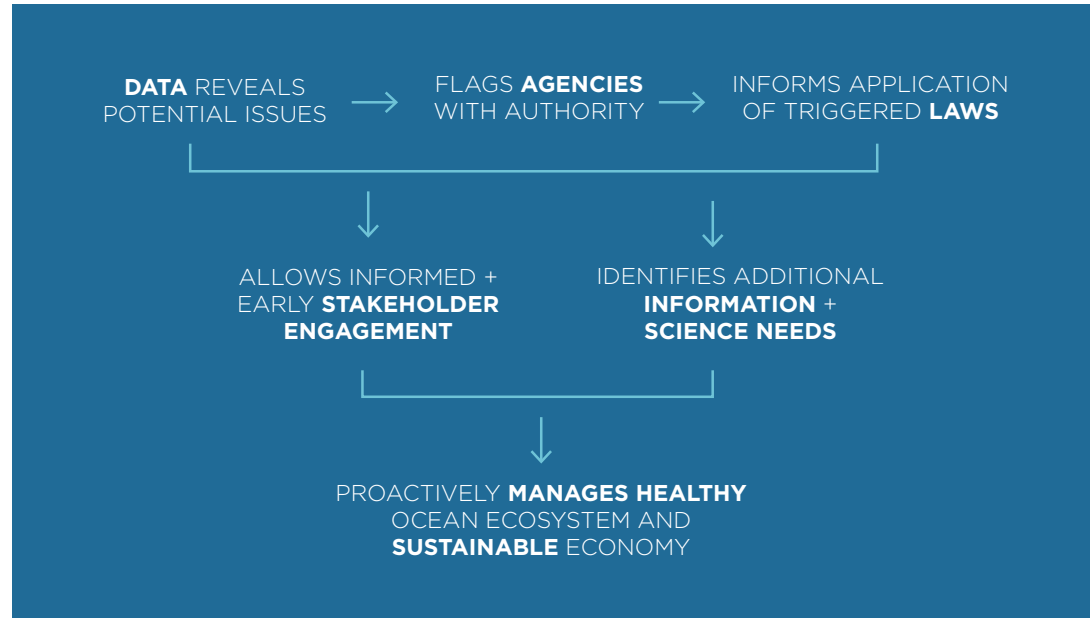 DATA REVEALS
POTENTIAL ISSUES
FLAGS AGENCIES
WITH AUTHORITY
INFORMS APPLICATION
OF TRIGGERED LAWS
ALLOWS INFORMED +
EARLY STAKEHOLDER
ENGAGEMENT
IDENTIFIES ADDITIONAL
INFORMATION +
SCIENCE NEEDS
PROACTIVELY MANAGES HEALTHY
OCEAN ECOSYSTEM AND
SUSTAINABLE ECONOMY